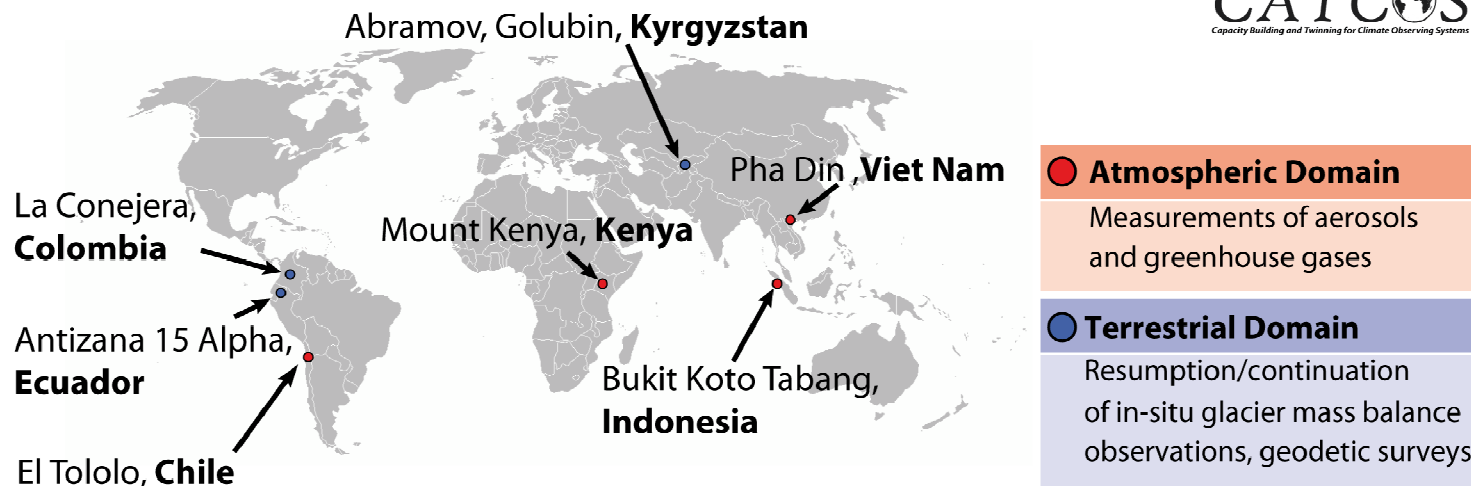 CATCOS
Capacity Building and Twinning for Climate Observing Systems
Abramov, Golubin, Kyrgyzstan
Pha Din ,Viet Nam
La Conejera,
Colombia
Mount Kenya, Kenya
Antizana 15 Alpha,
Ecuador
Bukit Koto Tabang,
Indonesia
El Tololo, Chile
Atmospheric Domain
Measurements of aerosols
and greenhouse gases
Terrestrial Domain
Resumption/continuation
of in-situ glacier mass balance
observations, geodetic surveys